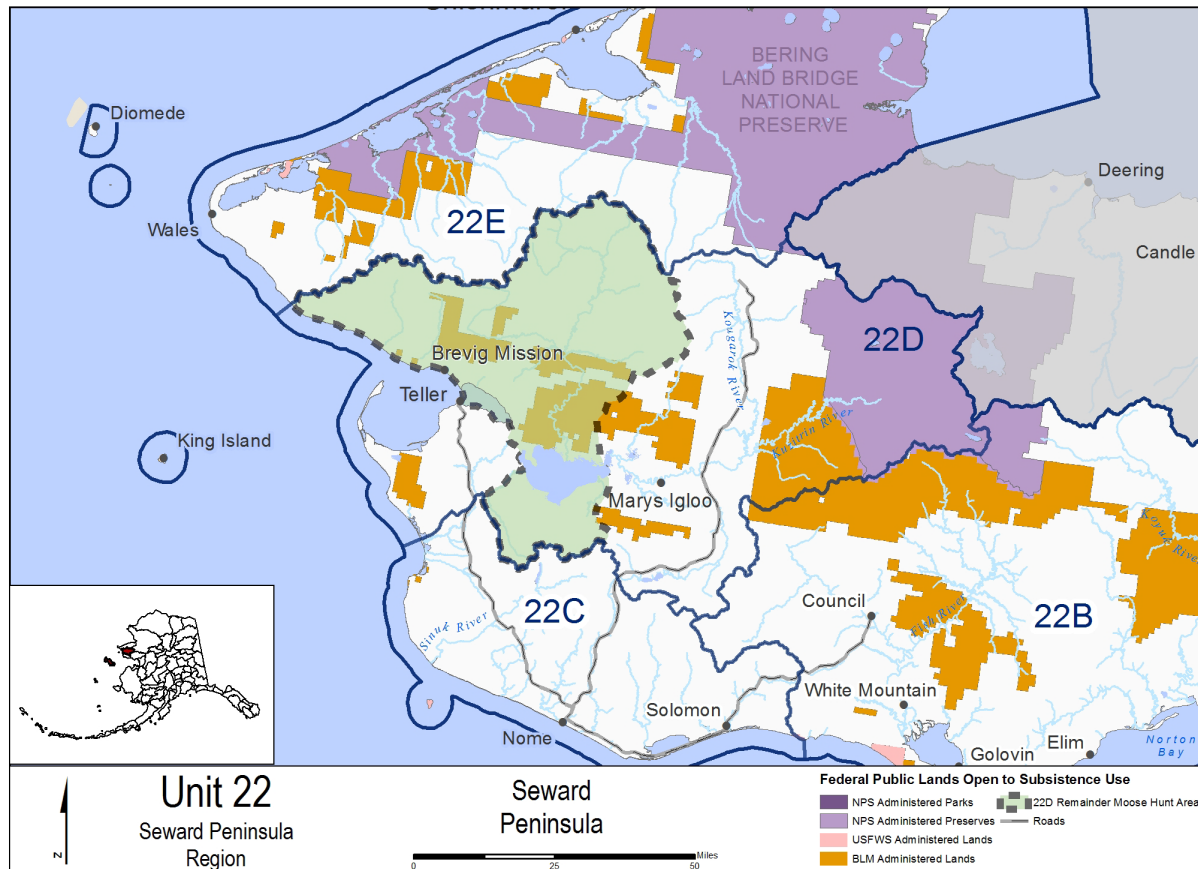 BERING
LAND BRIDGE
NATIONAL
PRESERVE
Diomede
Deering
Wales
22E
Candle
Kougarok River
22D
Brevig Mission
Teller
Kuzitrin River
King Island
Marys Igloo
Koyuk River
Council
22C
22B
Fish River
Sinuk River
White Mountain
Solomon
Nome
Elim
Golovin
Norton
Bay
Unit 22
Seward Peninsula
Region
N
Seward
Peninsula
0 25 50 Miles
Federal Public Lands Open to Subsistence Use
NPS Administered Parks
22D Remainder Moose Hunt Area
NPS Administered Preserves
Roads
USFWS Administered Lands
BLM Administered Lands